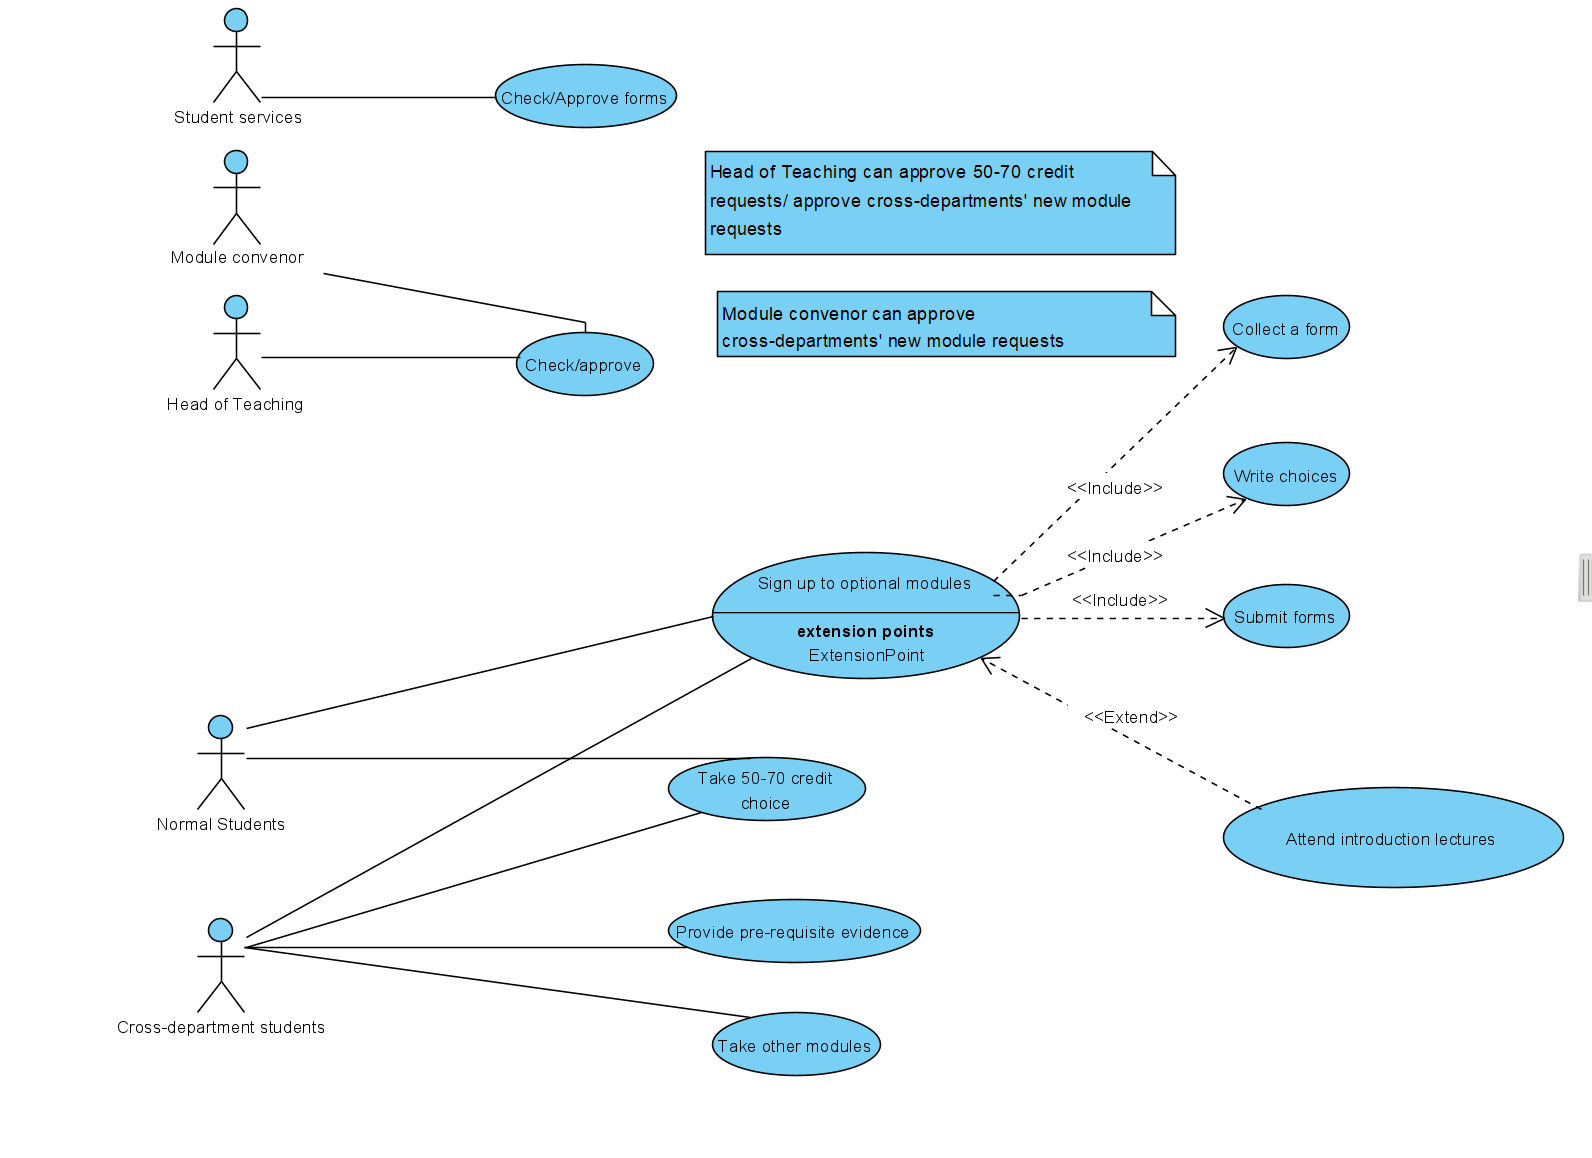 Student services
Check/Approve forms
Module convenor
Head of Teaching can approve 50-70 credit
requests/ approve cross-departments' new module
requests
Module convenor can approve
cross-departments' new module requests
Head of Teaching
Check/approve
Collect a form
Write choices
<<Include>>
<<Include>>
<<Include>>
Submit forms
Sign up to optional modules
extension points
ExtensionPoint
<<Extend>>
Normal Students
Take 50-70 credit
choice
Attend introduction lectures
Provide pre-requisite evidence
Cross-department students
Take other modules